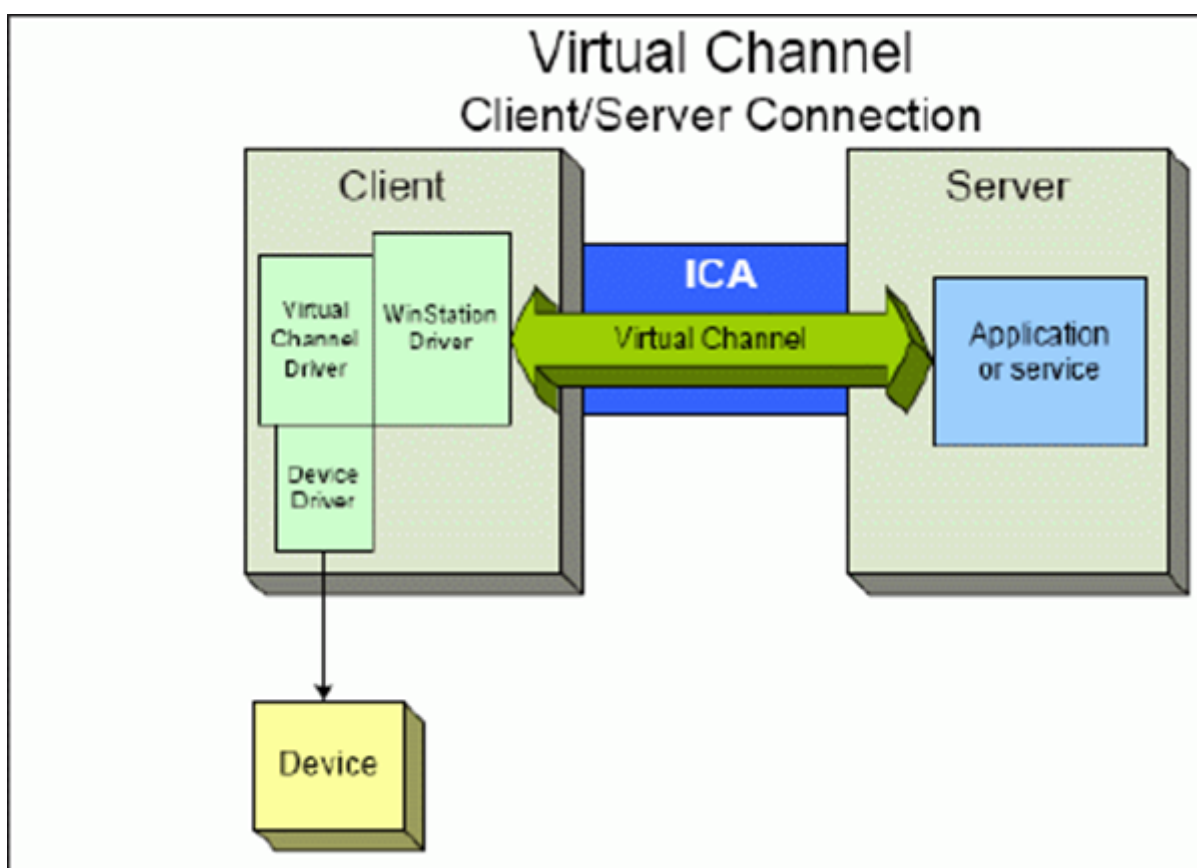 Virtual Channel
Client/Server Connection
Client
Server
ICA
Virtual
Channel
Driver
WinStation
Driver
Virtual Channel
Application
or service
Device
Driver
Device